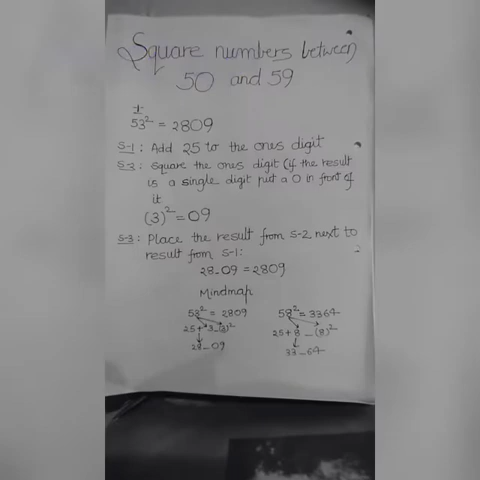 Square numbers between
50 and 59
53² = 2809
S-1: Add 25 to the ones digit
S-2: Square the ones digit (if the result
is a single digit put a 0 in front of
it
(3)² = 09
S-3: Place the result from S-2 next to
result from S-1:
28-09 = 2809
Mindmap
53² = 2809
25+3-(3)²
28-09
58² = 3364
25+8-(8)²
33-64